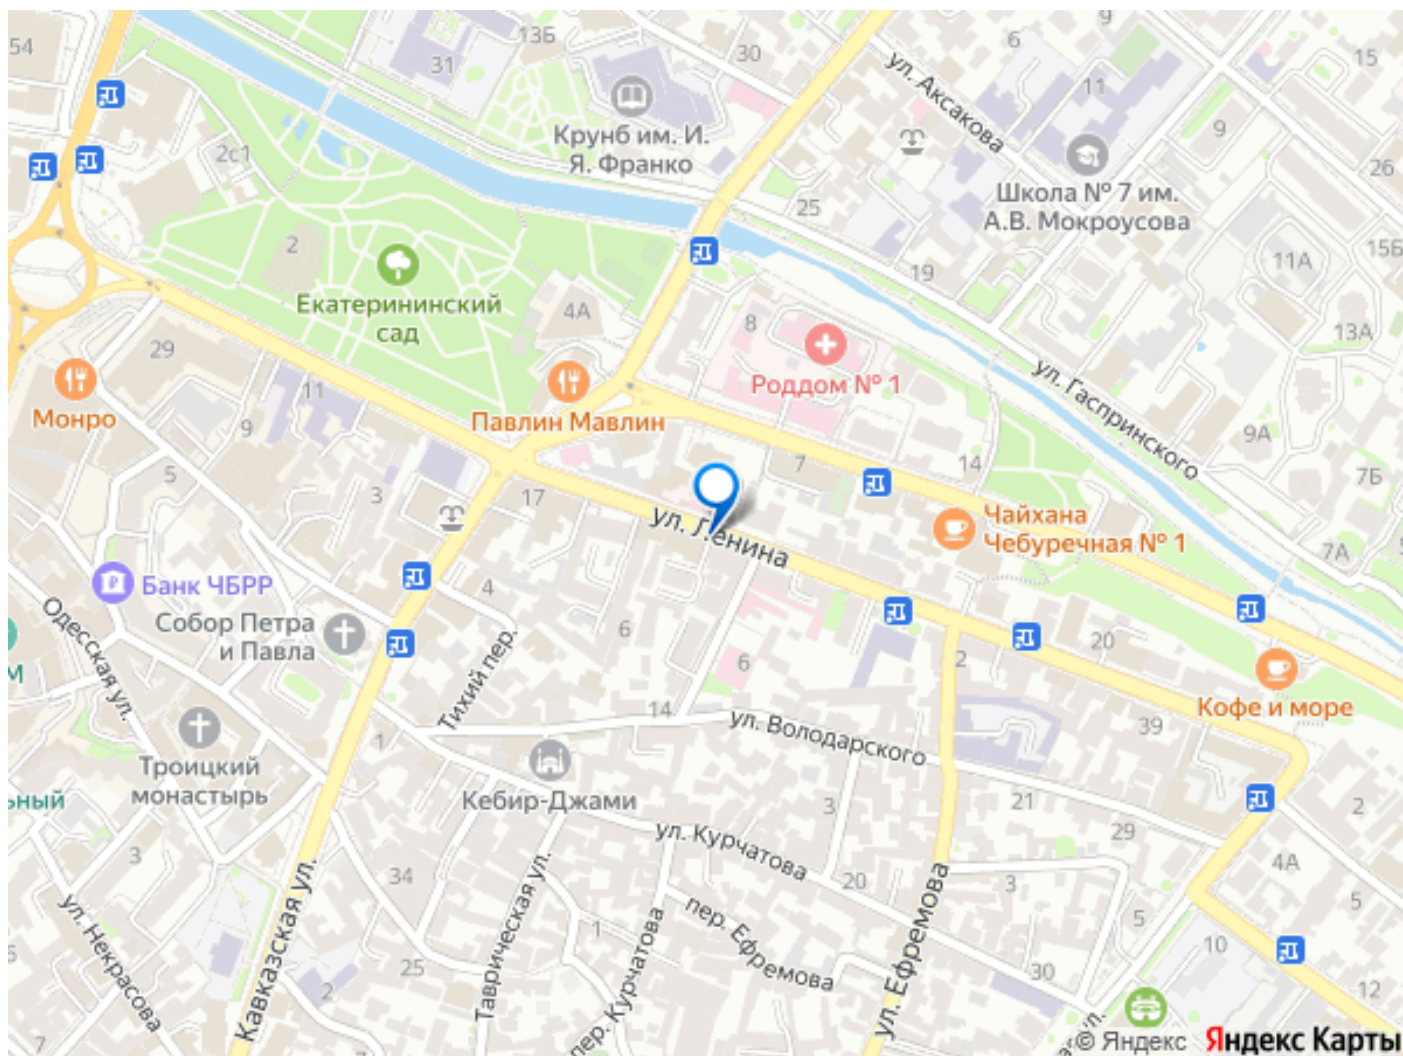 54
13Б
30
9
6
15
31
11
ул. Аксакова
Крунб им. И.
Я. Франко
9
2с1
26
Школа № 7 им.
А.В. Мокроусова
25
2
19
15Б
11А
Екатерининский
сад
4А
8
13А
29
Роддом № 1
ул. Гаспринского
11
Монро
Павлин Мавлин
9
9А
5
3
7
14
7Б
17
ул. Ленина
Чайхана
Чебуречная № 1
7А
Банк ЧБРР
4
Одесская ул.
Собор Петра
и Павла
6
20
6
2
М
Тихий пер.
14
Кофе и море
1
ул. Володарского
39
Троицкий
монастырь
Кебир-Джами
ьный
3
21
2
3
ул. Курчатова
29
4А
34
20
3
5
ул. Некрасова
Кавказская ул.
Таврическая ул.
1
пер. Курчатова
пер. Ефремова
ул. Ефремова
5
10
25
30
2
12
7
ул.
© Яндекс
Яндекс Карты